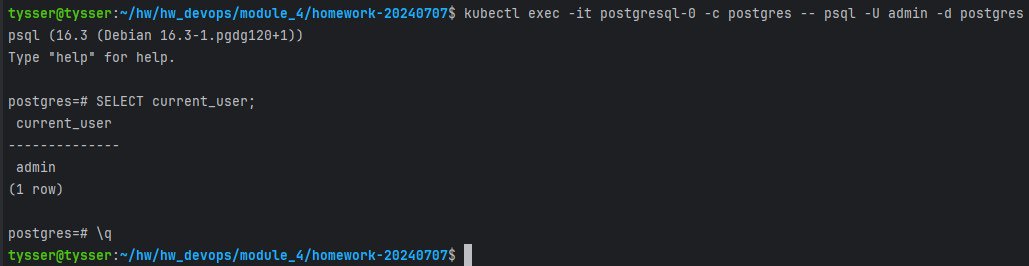 tysser@tysser:~/hw/hw_devops/module_4/homework-20240707$ kubectl exec -it postgresql-0 -c postgres -- psql -U admin -d postgres
psql (16.3 (Debian 16.3-1.pgdg120+1))
Type "help" for help.

postgres=# SELECT current_user;
 current_user
--------------
 admin
(1 row)

postgres=# \q
tysser@tysser:~/hw/hw_devops/module_4/homework-20240707$